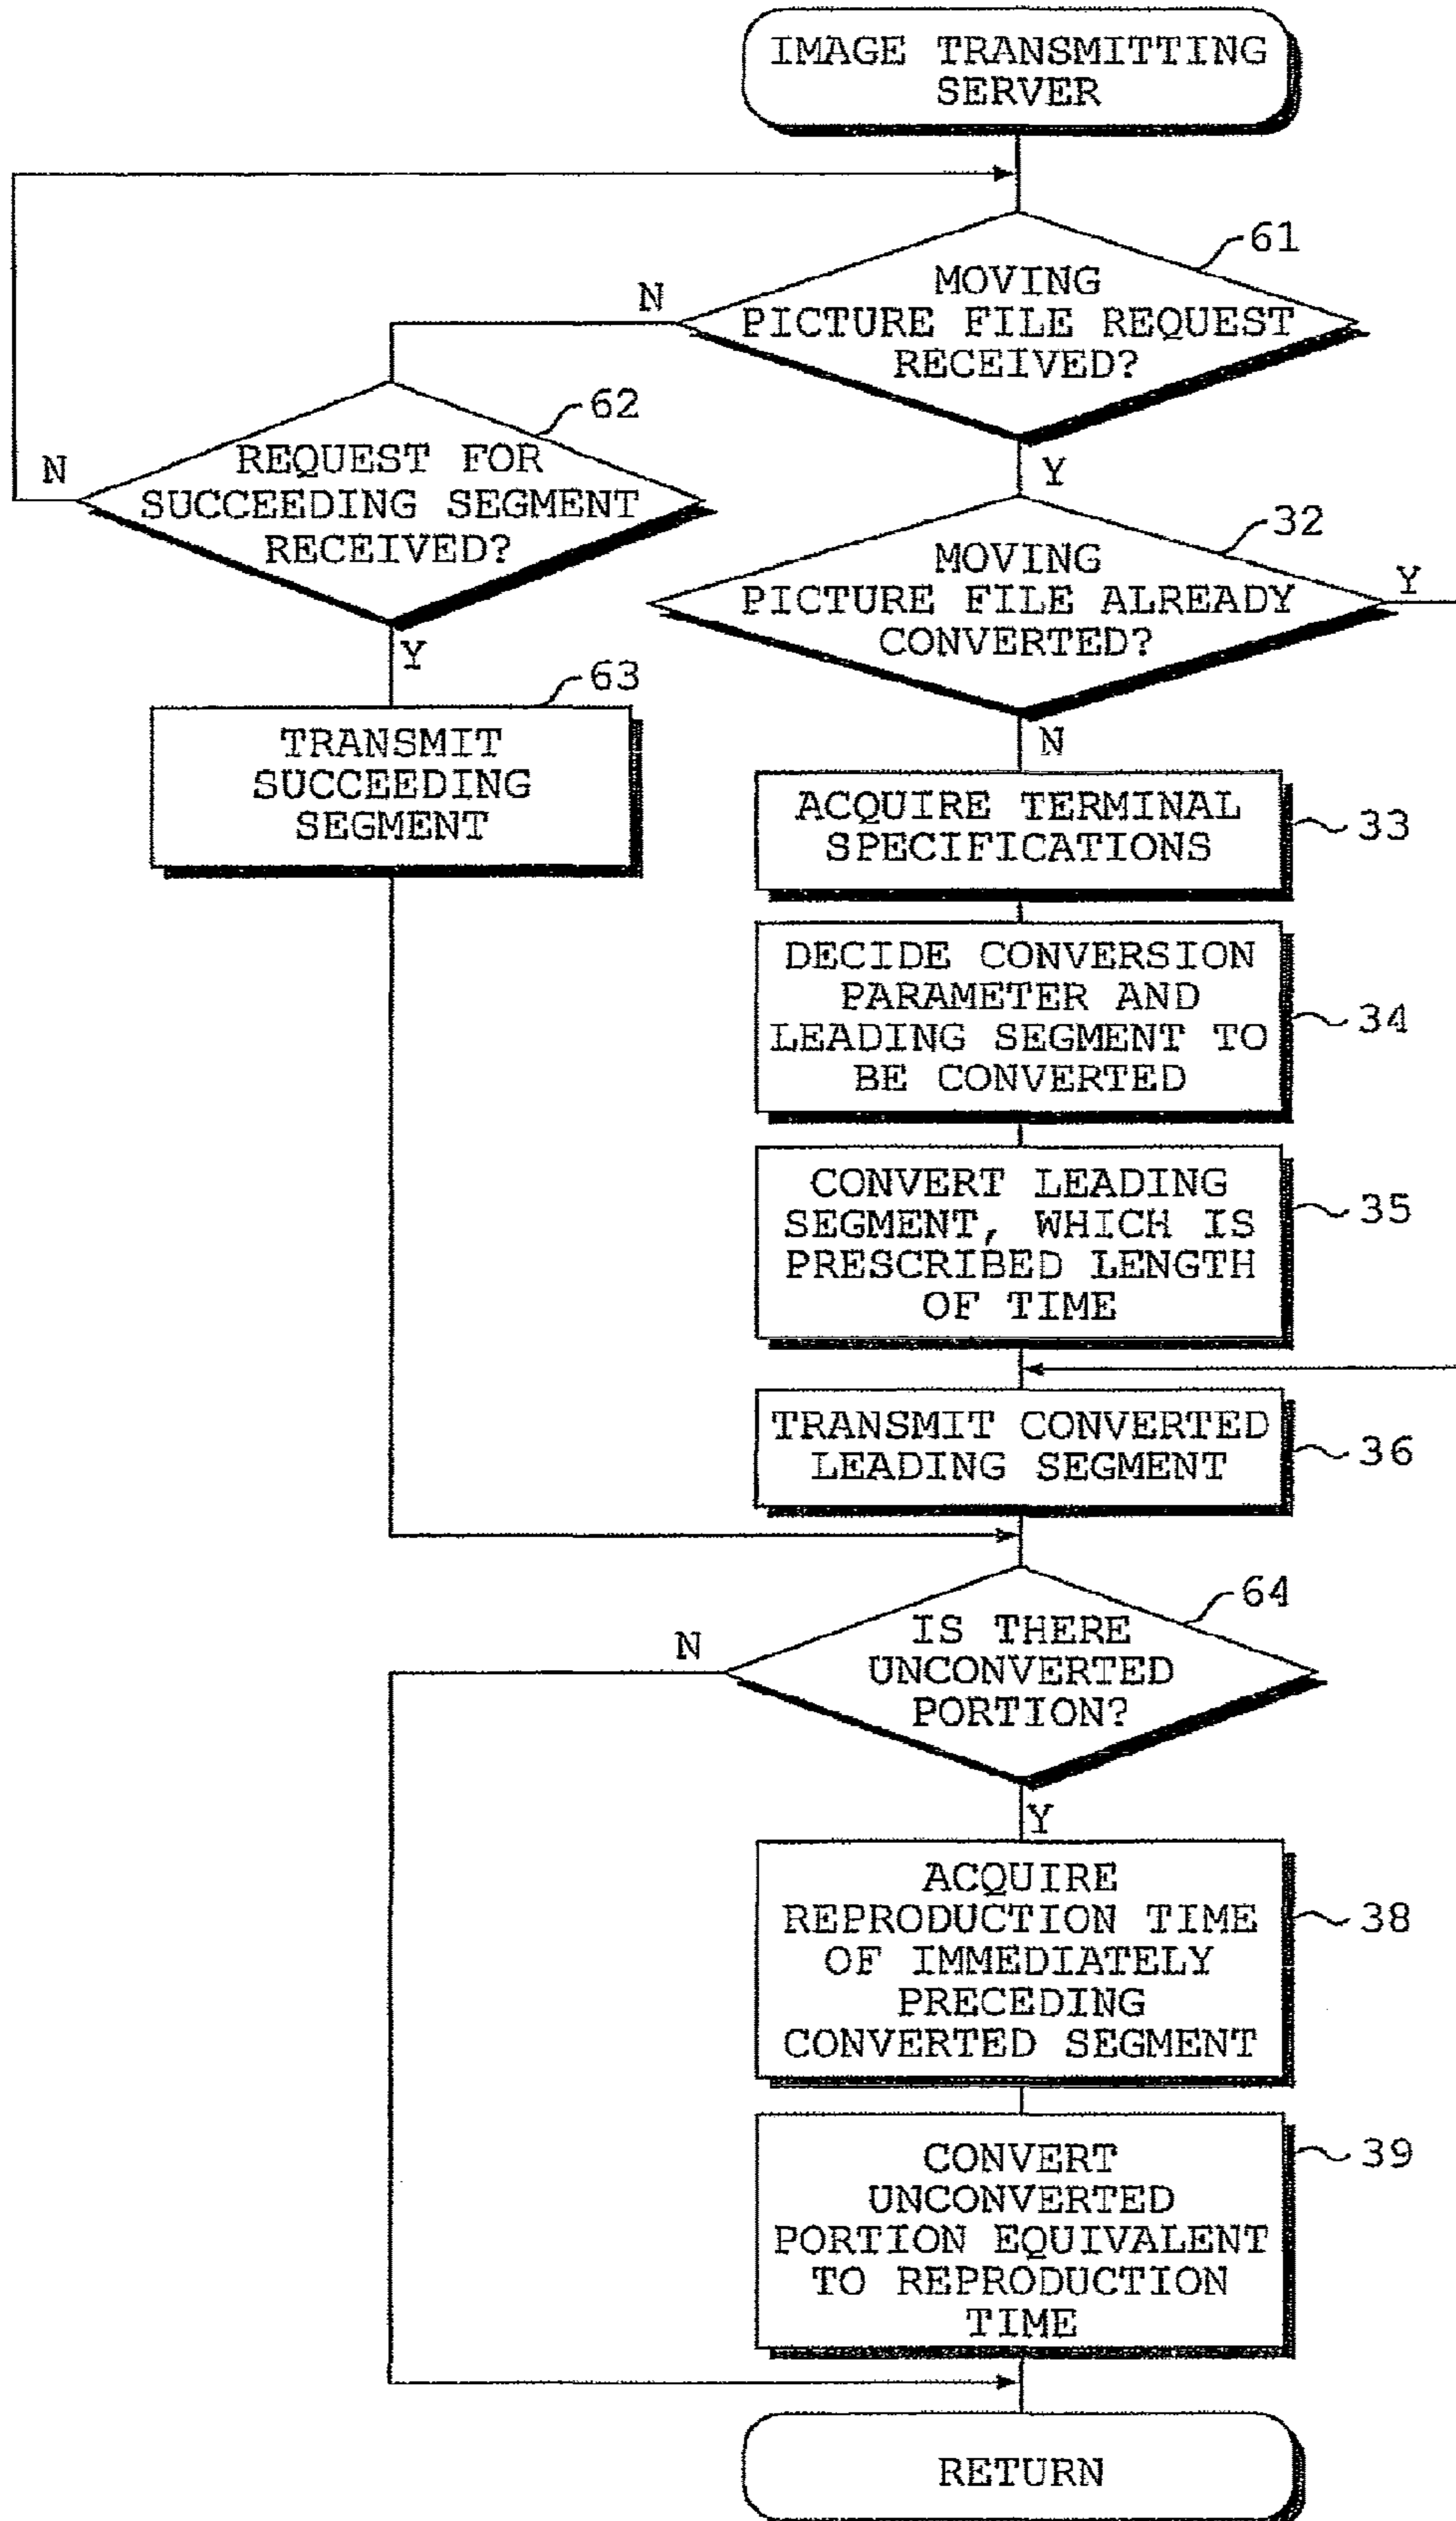 IMAGE TRANSMITTING
SERVER
61
MOVING
PICTURE FILE REQUEST
RECEIVED?
N
Y
62
REQUEST FOR
SUCCEEDING SEGMENT
RECEIVED?
N
Y
63
TRANSMIT
SUCCEEDING
SEGMENT
32
MOVING
PICTURE FILE ALREADY
CONVERTED?
Y
N
ACQUIRE TERMINAL
SPECIFICATIONS
33
DECIDE CONVERSION
PARAMETER AND
LEADING SEGMENT TO
BE CONVERTED
34
CONVERT LEADING
SEGMENT, WHICH IS
PRESCRIBED LENGTH
OF TIME
35
TRANSMIT CONVERTED
LEADING SEGMENT
36
64
IS THERE
UNCONVERTED
PORTION?
N
Y
ACQUIRE
REPRODUCTION TIME
OF IMMEDIATELY
PRECEDING
CONVERTED SEGMENT
38
CONVERT
UNCONVERTED
PORTION EQUIVALENT
TO REPRODUCTION
TIME
39
RETURN